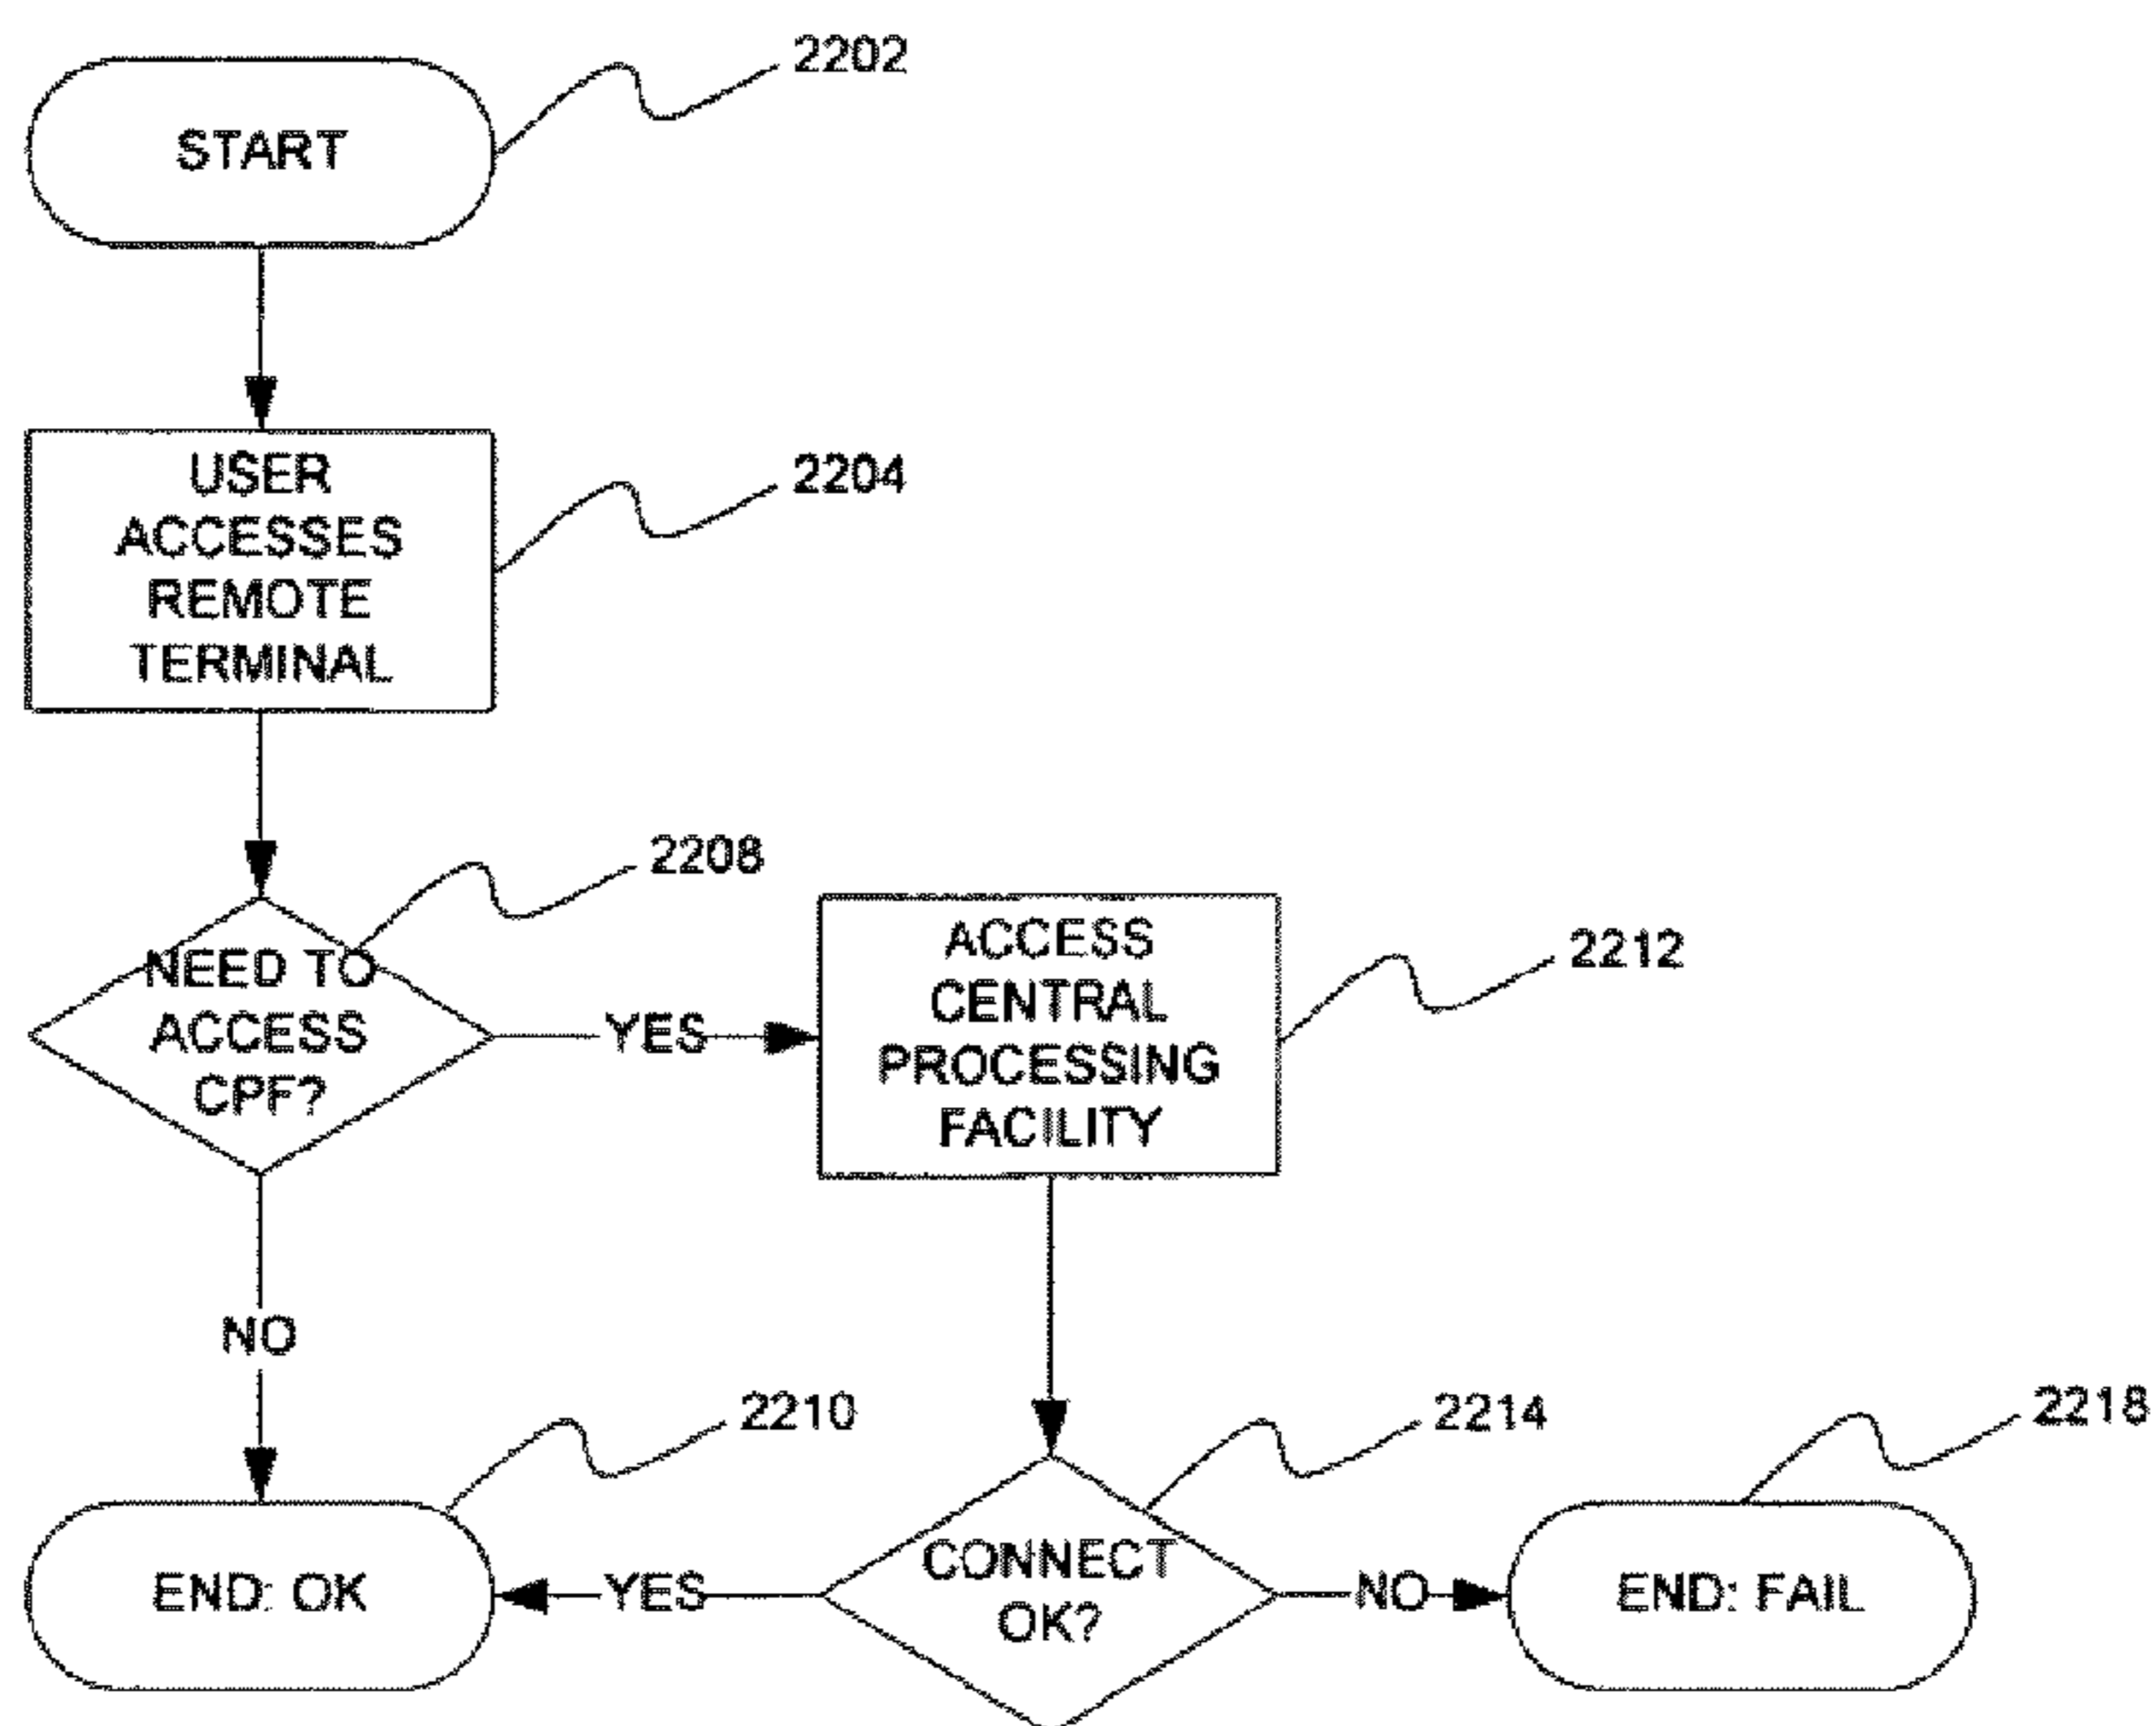 2202
START
2204
USER
ACCESSES
REMOTE
TERMINAL
2208
NEED TO
ACCESS
CPF?
YES
ACCESS
CENTRAL
PROCESSING
FACILITY
2212
NO
2210
END: OK
YES
2214
CONNECT
OK?
NO
2218
END: FAIL